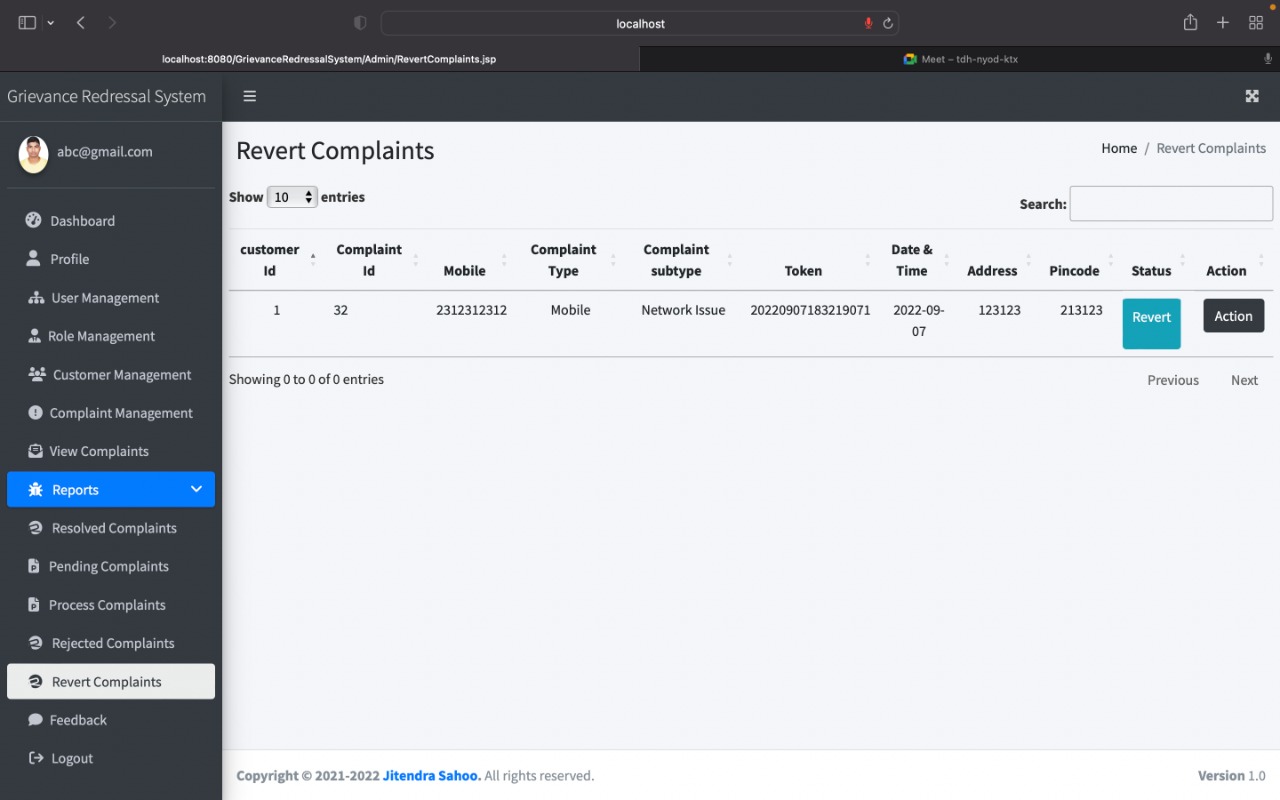 localhost
localhost:8080/GrievanceRedressalSystem/Admin/RevertComplaints.jsp
Meet – tdh-nyod-ktx
Grievance Redressal System
abc@gmail.com
Dashboard
Profile
User Management
Role Management
Customer Management
Complaint Management
View Complaints
Reports
Resolved Complaints
Pending Complaints
Process Complaints
Rejected Complaints
Revert Complaints
Feedback
Logout
Revert Complaints
Home / Revert Complaints
Show 10 entries
Search:
customer Id Complaint Id Mobile Complaint Type Complaint subtype Token Date & Time Address Pincode Status Action
1 32 2312312312 Mobile Network Issue 20220907183219071 2022-09-07 123123 213123 Revert Action
Showing 0 to 0 of 0 entries
Previous Next
Copyright © 2021-2022 Jitendra Sahoo. All rights reserved.
Version 1.0